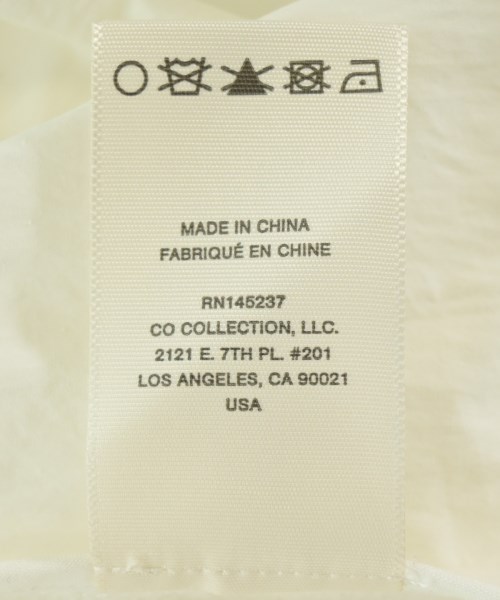 MADE IN CHINA
FABRIQUÉ EN CHINE
RN145237
CO COLLECTION, LLC.
2121 E. 7TH PL. #201
LOS ANGELES, CA 90021
USA